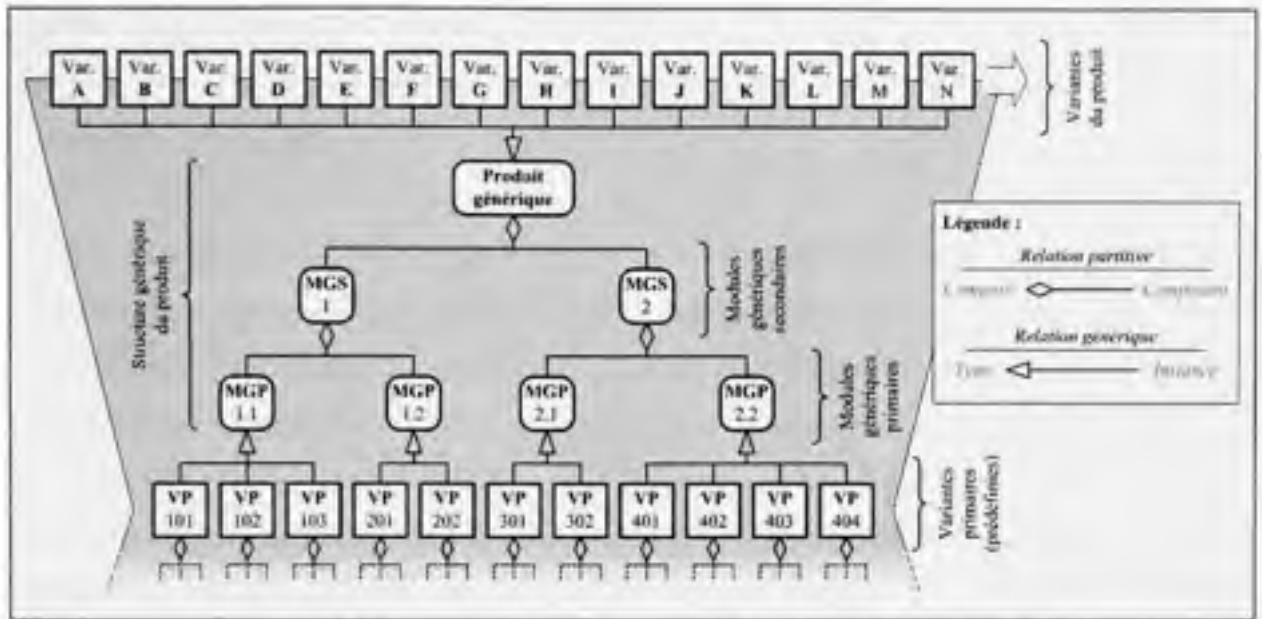 Var. A
Var. B
Var. C
Var. D
Var. E
Var. F
Var. G
Var. H
Var. I
Var. J
Var. K
Var. L
Var. M
Var. N
Variantes
du produit
Produit
générique
Structure générique
du produit
MGS
1
MGS
2
Modules
génériques
secondaires
MGP
1.1
MGP
1.2
MGP
2.1
MGP
2.2
Modules
génériques
primaires
VP
101
VP
102
VP
103
VP
201
VP
202
VP
301
VP
302
VP
401
VP
402
VP
403
VP
404
Variantes
primaires
(prédéfinies)
Légende :
Relation partitive
Composé
Composant
Relation générique
Type
Instance